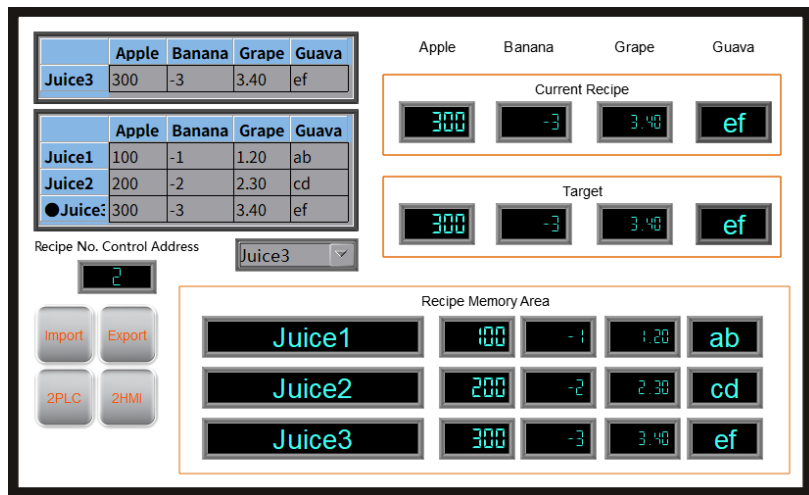 Apple Banana Grape Guava
Juice3 300 -3 3.40 ef
Apple Banana Grape Guava
Juice1 100 -1 1.20 ab
Juice2 200 -2 2.30 cd
●Juice3 300 -3 3.40 ef
Recipe No. Control Address
Juice3
2
Import Export
2PLC 2HMI
Apple Banana Grape Guava
Current Recipe
300 -3 3.40 ef
Target
300 -3 3.40 ef
Recipe Memory Area
Juice1 100 -1 1.20 ab
Juice2 200 -2 2.30 cd
Juice3 300 -3 3.40 ef